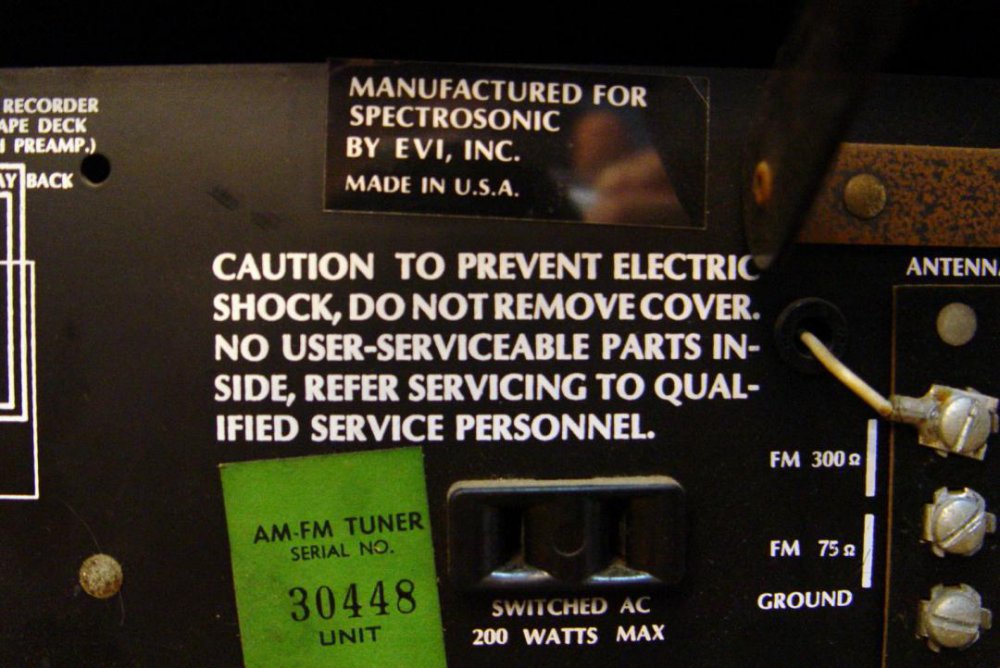 RECORDER
APE DECK
PREAMP.)
BACK
MANUFACTURED FOR
SPECTROSONIC
BY EVI, INC.
MADE IN U.S.A.
CAUTION TO PREVENT ELECTRIC
SHOCK, DO NOT REMOVE COVER.
NO USER-SERVICEABLE PARTS IN-
SIDE, REFER SERVICING TO QUAL-
IFIED SERVICE PERSONNEL.
ANTENNA
FM 300Ω
FM 75Ω
GROUND
AM-FM TUNER
SERIAL NO.
30448
UNIT
SWITCHED AC
200 WATTS MAX